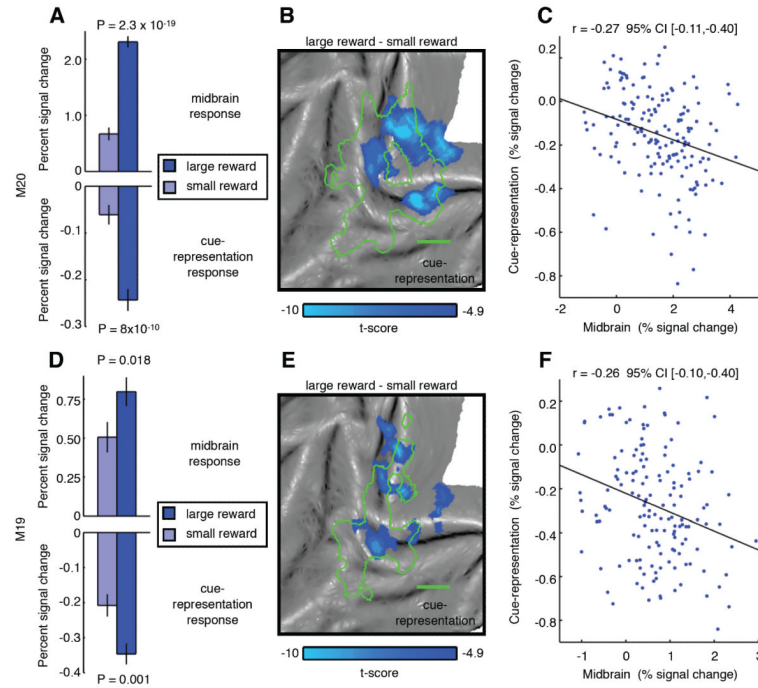 A
P = 2.3 x 10-19
2.0
1.0
0
Percent signal change
midbrain
response
large reward
small reward
M20
0
-0.1
-0.2
-0.3
Percent signal change
cue-
representation
response
P = 8x10-10
B
large reward - small reward
cue-
representation
-10
-4.9
t-score
C
r = -0.27 95% CI [-0.11,-0.40]
0.2
0.0
-0.2
-0.4
-0.6
-0.8
Cue-representation (% signal change)
-2
0
2
4
Midbrain (% signal change)
D
P = 0.018
0.75
0.50
0.25
0
Percent signal change
midbrain
response
large reward
small reward
M19
0
-0.1
-0.2
-0.3
-0.4
Percent signal change
cue-
representation
response
P = 0.001
E
large reward - small reward
cue-
representation
-10
-4.9
t-score
F
r = -0.26 95% CI [-0.10,-0.40]
0.2
0.0
-0.2
-0.4
-0.6
-0.8
Cue-representation (% signal change)
-1
0
1
2
3
Midbrain (% signal change)